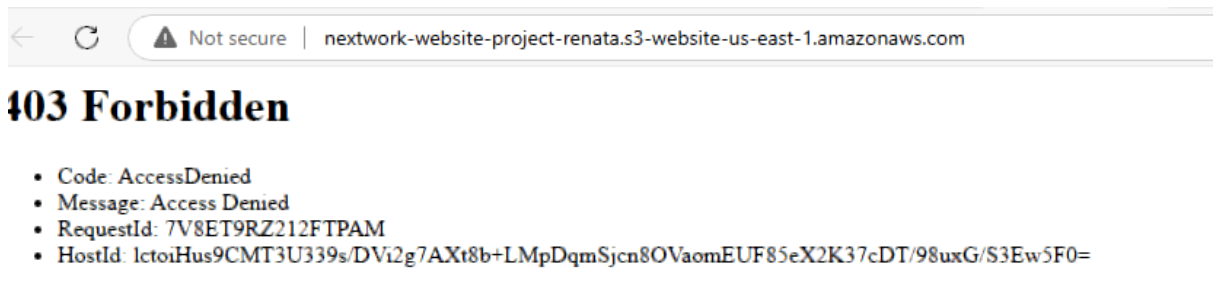 Not secure | nextwork-website-project-renata.s3-website-us-east-1.amazonaws.com
403 Forbidden
• Code: AccessDenied
• Message: Access Denied
• RequestId: 7V8ET9RZ212FTPAM
• HostId: lctoiHus9CMT3U339s/DVi2g7AXt8b+LMpDqmSjcn8OVaomEUF85eX2K37cDT/98uxG/S3Ew5F0=